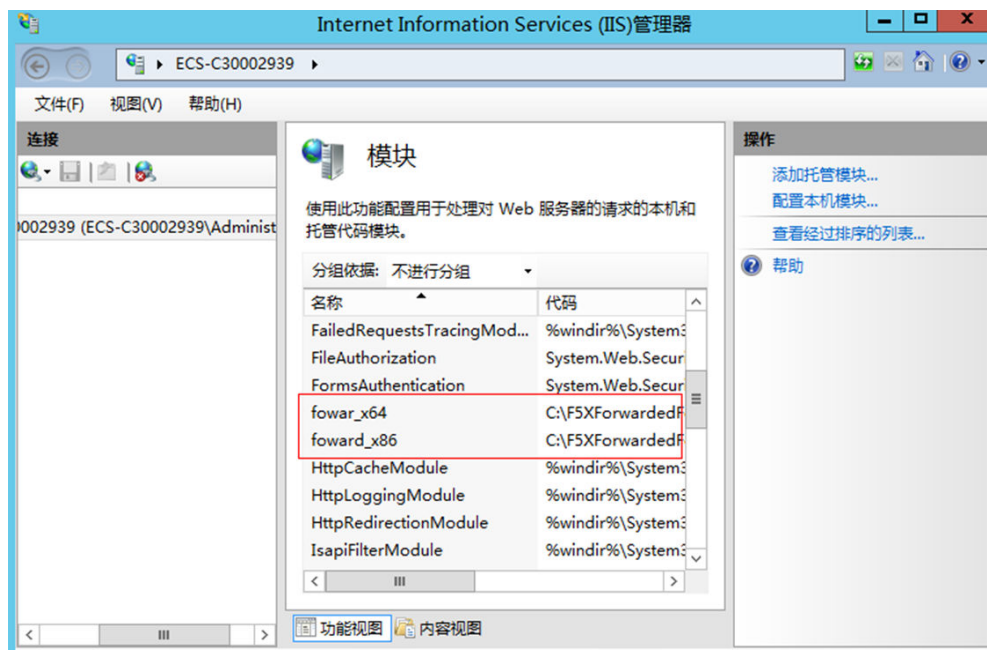 Internet Information Services (IIS)管理器
ECS-C30002939
文件(F) 视图(V) 帮助(H)
连接
0002939 (ECS-C30002939\Administ
模块
使用此功能配置用于处理对 Web 服务器的请求的本机和
托管代码模块。
分组依据: 不进行分组
名称 代码
FailedRequestsTracingMod... %windir%\System3
FileAuthorization System.Web.Secur
FormsAuthentication System.Web.Secur
fowar_x64 C:\F5XForwardedF
foward_x86 C:\F5XForwardedF
HttpCacheModule %windir%\System3
HttpLoggingModule %windir%\System3
HttpRedirectionModule %windir%\System3
IsapiFilterModule %windir%\System3
功能视图 内容视图
操作
添加托管模块...
配置本机模块...
查看经过排序的列表...
帮助